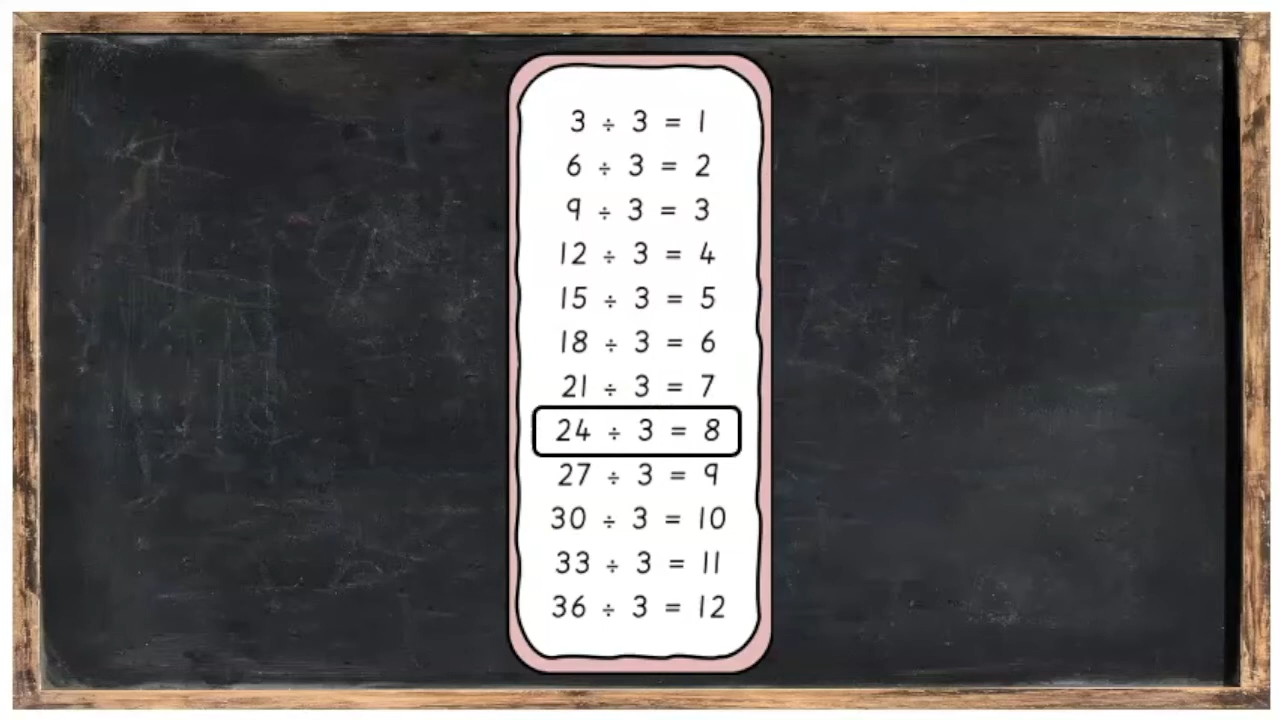 3 ÷ 3 = 1
6 ÷ 3 = 2
9 ÷ 3 = 3
12 ÷ 3 = 4
15 ÷ 3 = 5
18 ÷ 3 = 6
21 ÷ 3 = 7
24 ÷ 3 = 8
27 ÷ 3 = 9
30 ÷ 3 = 10
33 ÷ 3 = 11
36 ÷ 3 = 12